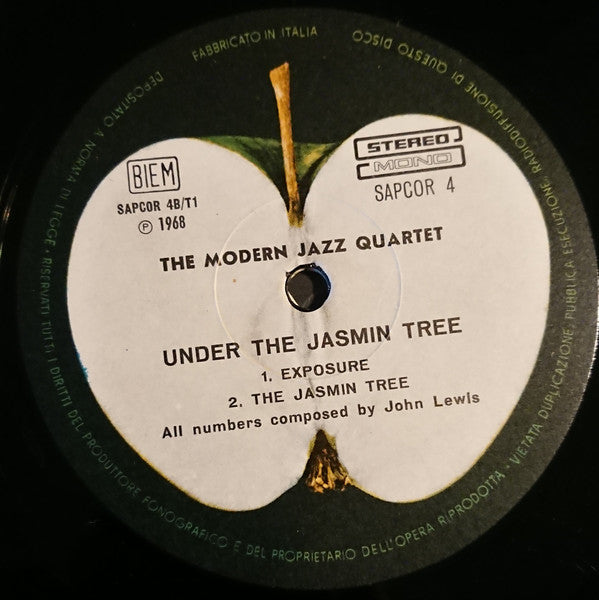 FABBRICATO IN ITALIA
BIEM
SAPCOR 4B/T1
Ⓟ 1968
STEREO
MONO
SAPCOR 4
THE MODERN JAZZ QUARTET
UNDER THE JASMIN TREE
1. EXPOSURE
2. THE JASMIN TREE
All numbers composed by John Lewis
DEPOSITATO A NORMA DI LEGGE. RISERVATI TUTTI I DIRITTI DEL PRODUTTORE FONOGRAFICO E DEL PROPRIETARIO DELL'OPERA RIPRODOTTA - VIETATA DUPLICAZIONE, PUBBLICA ESECUZIONE, RADIODIFFUSIONE DI QUESTO DISCO